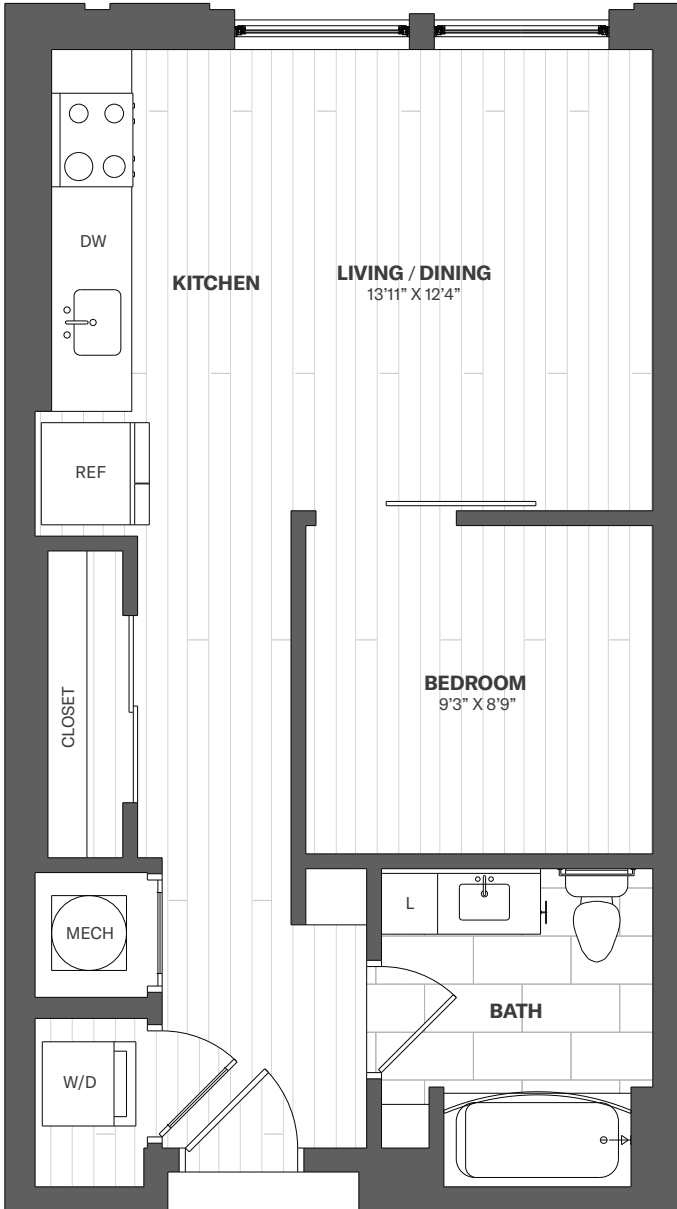 DW
KITCHEN
LIVING / DINING
13’11” X 12’4”
REF
CLOSET
BEDROOM
9’3” X 8’9”
L
MECH
BATH
W/D